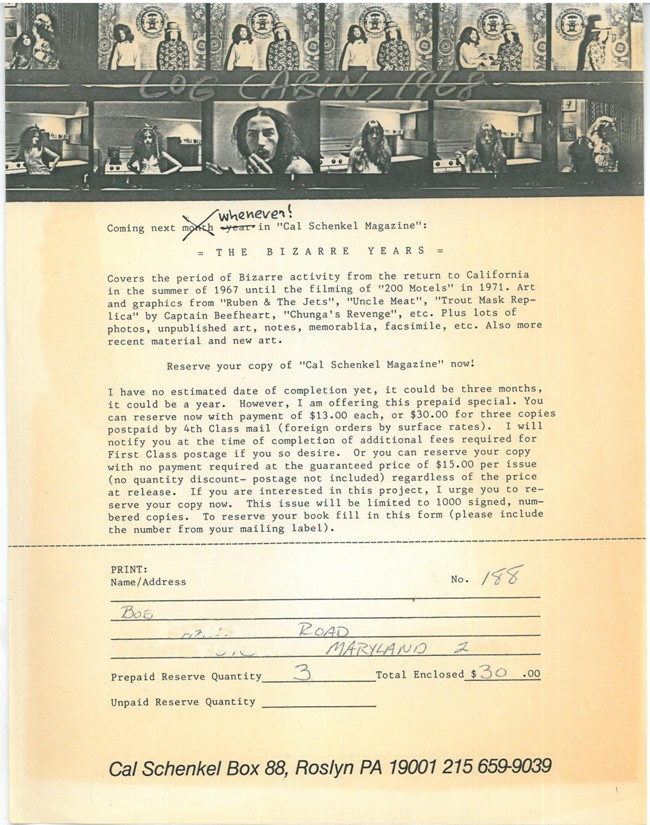 LOG CABIN, 1968
whenever!
Coming next month year in "Cal Schenkel Magazine":
= THE BIZARRE YEARS =
Covers the period of Bizarre activity from the return to California
in the summer of 1967 until the filming of "200 Motels" in 1971. Art
and graphics from "Ruben & The Jets", "Uncle Meat", "Trout Mask Rep-
lica" by Captain Beefheart, "Chunga's Revenge", etc. Plus lots of
photos, unpublished art, notes, memorablia, facsimile, etc. Also more
recent material and new art.
Reserve your copy of "Cal Schenkel Magazine" now!
I have no estimated date of completion yet, it could be three months,
it could be a year. However, I am offering this prepaid special. You
can reserve now with payment of $13.00 each, or $30.00 for three copies
postpaid by 4th Class mail (foreign orders by surface rates). I will
notify you at the time of completion of additional fees required for
First Class postage if you so desire. Or you can reserve your copy
with no payment required at the guaranteed price of $15.00 per issue
(no quantity discount- postage not included) regardless of the price
at release. If you are interested in this project, I urge you to re-
serve your copy now. This issue will be limited to 1000 signed, num-
bered copies. To reserve your book fill in this form (please include
the number from your mailing label).
PRINT:
Name/Address No. 188
BOB
ROAD
MARYLAND 2
Prepaid Reserve Quantity 3 Total Enclosed $30.00
Unpaid Reserve Quantity
Cal Schenkel Box 88, Roslyn PA 19001 215 659-9039